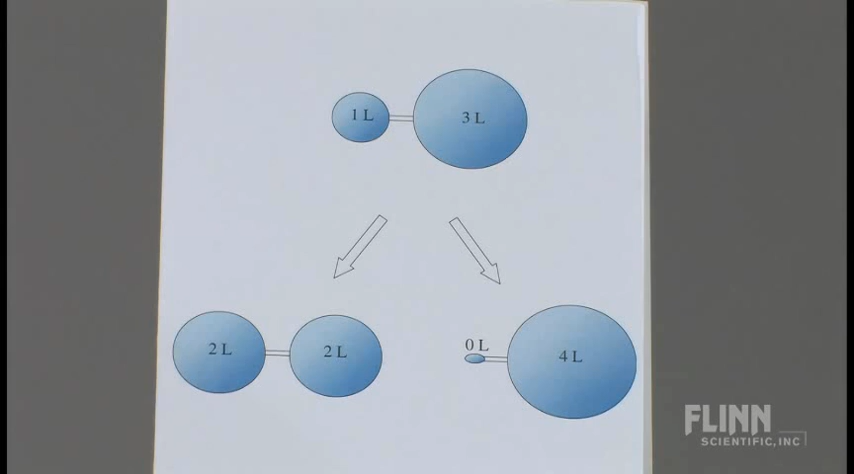 1 L
3 L
2 L
2 L
0 L
4 L
FLINN
SCIENTIFIC, INC